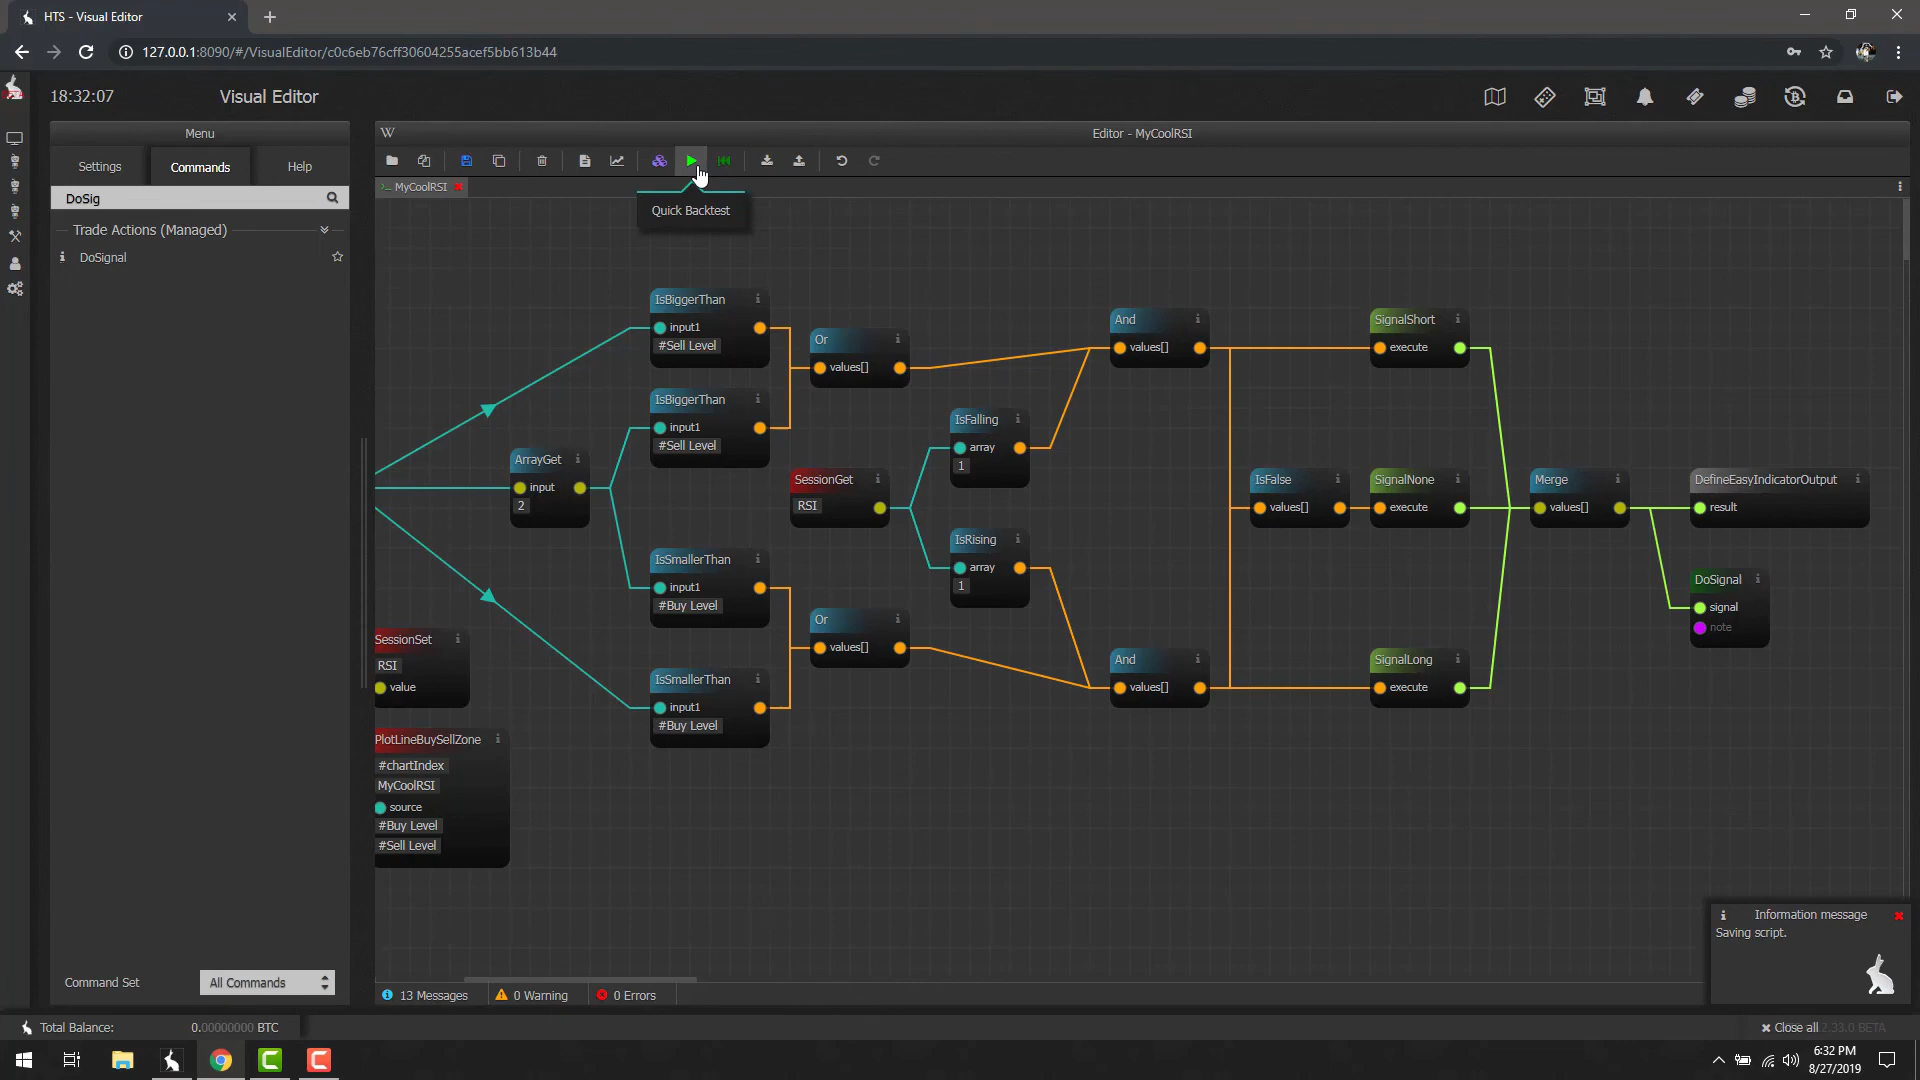 HTS - Visual Editor
127.0.0.1:8090/#/VisualEditor/c0c6eb76cff30604255acef5bb613b44
18:32:07
Visual Editor
Menu
Settings
Commands
Help
DoSig
Trade Actions (Managed)
DoSignal
Command Set
All Commands
W
Editor - MyCoolRSI
MyCoolRSI
Quick Backtest
IsBiggerThan
input1
#Sell Level
IsBiggerThan
input1
#Sell Level
ArrayGet
input
2
IsSmallerThan
input1
#Buy Level
IsSmallerThan
input1
#Buy Level
SessionSet
RSI
value
PlotLineBuySellZone
#chartIndex
MyCoolRSI
source
#Buy Level
#Sell Level
Or
values[]
Or
values[]
SessionGet
RSI
IsFalling
array
1
IsRising
array
1
And
values[]
And
values[]
IsFalse
values[]
SignalShort
execute
SignalNone
execute
SignalLong
execute
Merge
values[]
DefineEasyIndicatorOutput
result
DoSignal
signal
note
Information message
Saving script.
13 Messages
0 Warning
0 Errors
Total Balance:
0.00000000 BTC
Close all
2.33.0 BETA
6:32 PM
8/27/2019